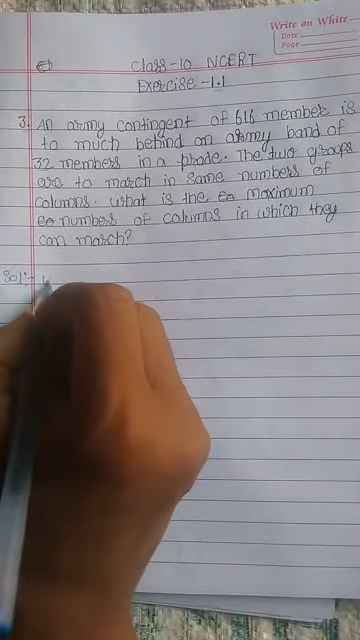 Write on White
Date
Page
Class-10 NCERT
Exercise -1.1
3. An army contingent of 616 member is
to much behind an army band of
32 members in a prade. The two groups
are to march in same numbers of
columns. what is the maximum
numbers of columns in which they
can march?
Sol:-